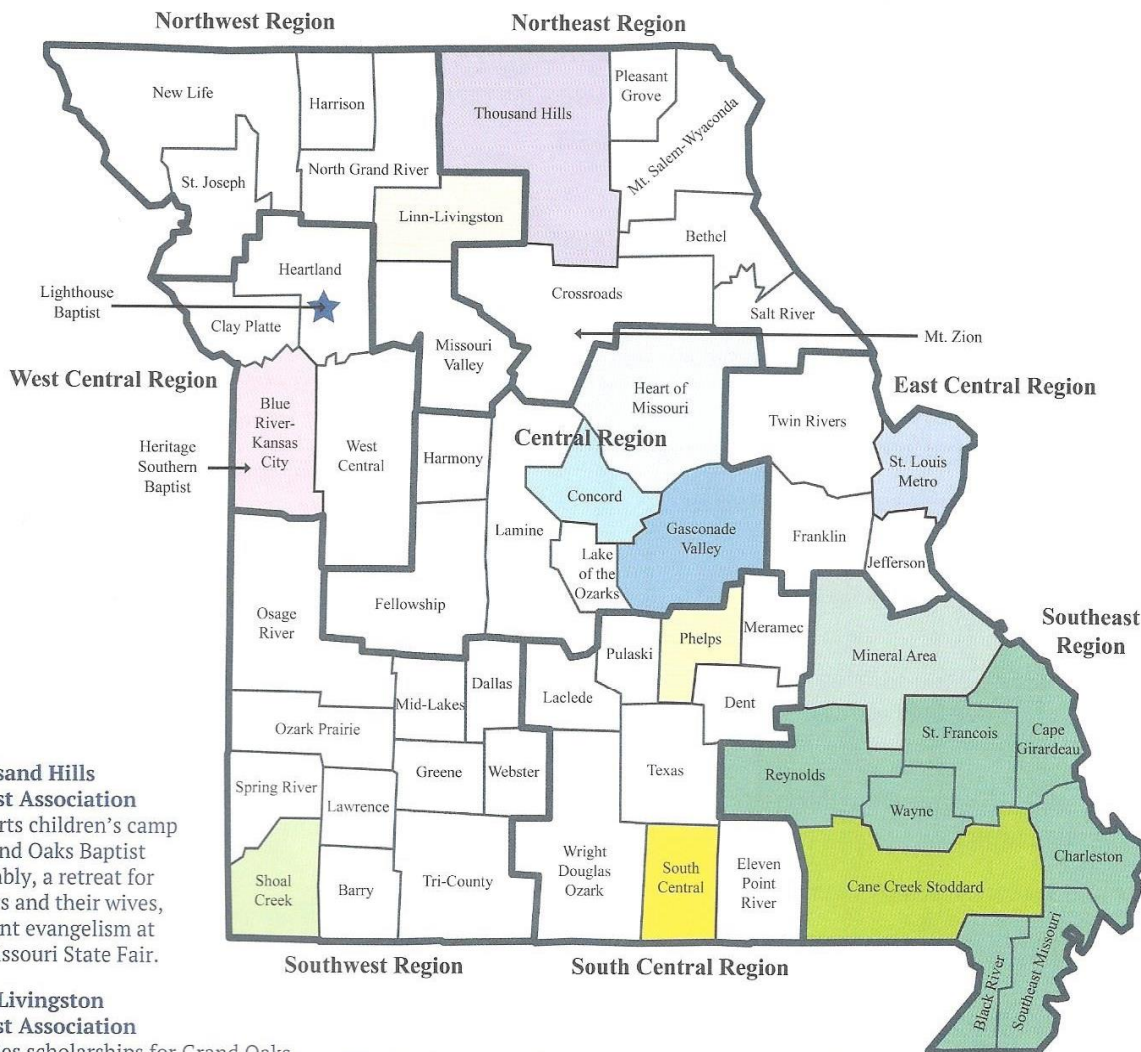 Northwest Region
Northeast Region
New Life
Harrison
Thousand Hills
Pleasant
Grove
Mt. Salem-Wyaconda
St. Joseph
North Grand River
Linn-Livingston
Bethel
Heartland
Lighthouse
Baptist
Clay Platte
Crossroads
Salt River
Missouri
Valley
Mt. Zion
West Central Region
East Central Region
Blue
River-
Kansas
City
West
Central
Heart of
Missouri
Twin Rivers
Central Region
Heritage
Southern
Baptist
Harmony
St. Louis
Metro
Concord
Lamine
Gasconade
Valley
Franklin
Lake
of the
Ozarks
Jefferson
Osage
River
Fellowship
Southeast
Region
Phelps
Meramec
Pulaski
Mineral Area
Dallas
Mid-Lakes
Laclede
Dent
Ozark Prairie
St. Francois
Cape
Girardeau
Greene
Webster
Texas
Reynolds
Spring River
Lawrence
Wayne
Shoal
Creek
Barry
Tri-County
Wright
Douglas
Ozark
South
Central
Eleven
Point
River
Cane Creek Stoddard
Charleston
Black River
Southeast Missouri
Southwest Region
South Central Region
sand Hills
st Association
rts children's camp
nd Oaks Baptist
bly, a retreat for
s and their wives,
nt evangelism at
issouri State Fair.
Livingston
st Association
es scholarships for Grand Oaks